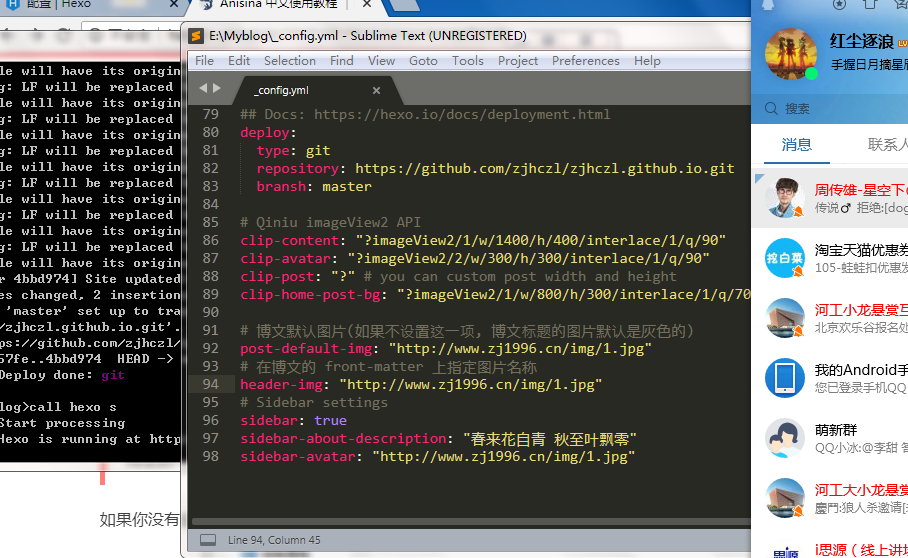 配置 | Hexo
Anisina 中文使用教程
E:\Myblog\_config.yml - Sublime Text (UNREGISTERED)
File Edit Selection Find View Goto Tools Project Preferences Help
_config.yml
79 ## Docs: https://hexo.io/docs/deployment.html
80 deploy:
81 type: git
82 repository: https://github.com/zjhczl/zjhczl.github.io.git
83 bransh: master
84
85 # Qiniu imageView2 API
86 clip-content: "?imageView2/1/w/1400/h/400/interlace/1/q/90"
87 clip-avatar: "?imageView2/2/w/300/h/300/interlace/1/q/90"
88 clip-post: "?" # you can custom post width and height
89 clip-home-post-bg: "?imageView2/1/w/800/h/300/interlace/1/q/70
90
91 # 博文默认图片(如果不设置这一项，博文标题的图片默认是灰色的)
92 post-default-img: "http://www.zj1996.cn/img/1.jpg"
93 # 在博文的 front-matter 上指定图片名称
94 header-img: "http://www.zj1996.cn/img/1.jpg"
95 # Sidebar settings
96 sidebar: true
97 sidebar-about-description: "春来花自青 秋至叶飘零"
98 sidebar-avatar: "http://www.zj1996.cn/img/1.jpg"
Line 94, Column 45
le will have its origin
g: LF will be replaced
le will have its origin
g: LF will be replaced
le will have its origin
g: LF will be replaced
le will have its origin
g: LF will be replaced
le will have its origin
g: LF will be replaced
le will have its origin
g: LF will be replaced
le will have its origin
r 4bbd974] Site updated
es changed, 2 insertion
'master' set up to tra
/zjhczl.github.io.git'.
ps://github.com/zjhczl/
57fe..4bbd974 HEAD ->
Deploy done: git
log>call hexo s
Start processing
Hexo is running at http
如果你没有
红尘逐浪
手握日月摘星辰
搜索
消息 联系人
周传雄-星空下
传说♂ 拒绝:[dog
淘宝天猫优惠券
105-蛙蛙扣优惠
河工小龙悬赏互
北京欢乐谷报名处
我的Android手
您已登录手机QQ
萌新群
QQ小冰:@李甜
河工大小龙悬赏
廈門:狼人杀邀请[
i思源（线上讲